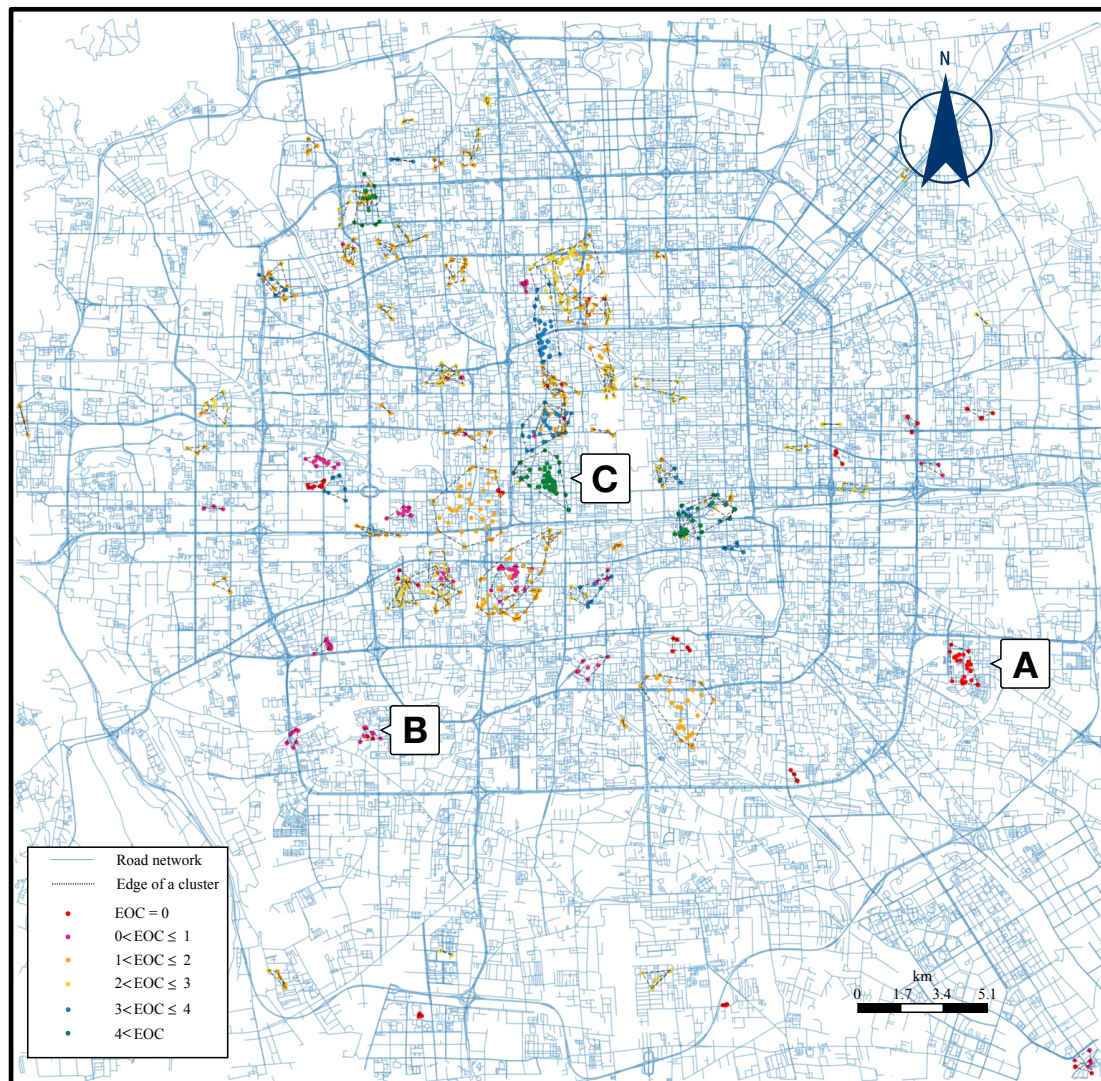 N
C
A
B
Road network
Edge of a cluster
EOC = 0
0< EOC ≤ 1
1< EOC ≤ 2
2< EOC ≤ 3
3< EOC ≤ 4
4< EOC
km
0 1.7 3.4 5.1